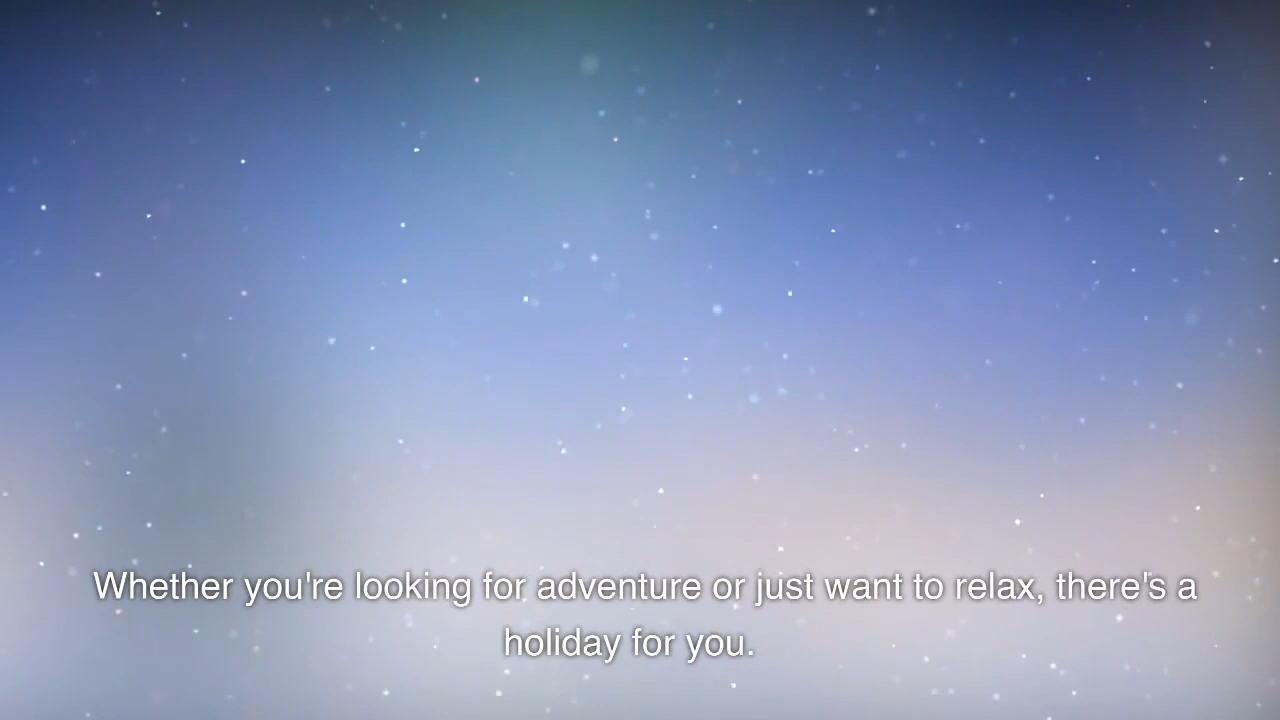 Whether you're looking for adventure or just want to relax, there's a
holiday for you.